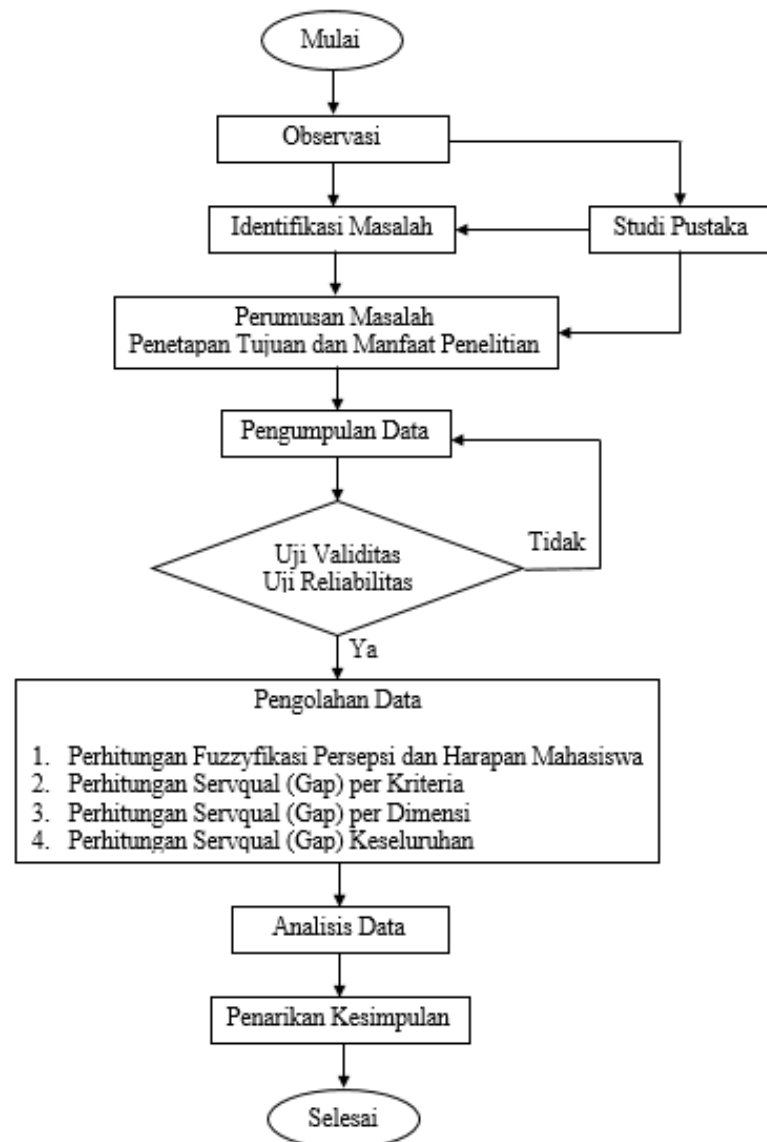 Mulai
Observasi
Identifikasi Masalah
Studi Pustaka
Perumusan Masalah
Penetapan Tujuan dan Manfaat Penelitian
Pengumpulan Data
Uji Validitas
Uji Reliabilitas
Tidak
Ya
Pengolahan Data
1. Perhitungan Fuzzyfikasi Persepsi dan Harapan Mahasiswa
2. Perhitungan Servqual (Gap) per Kriteria
3. Perhitungan Servqual (Gap) per Dimensi
4. Perhitungan Servqual (Gap) Keseluruhan
Analisis Data
Penarikan Kesimpulan
Selesai